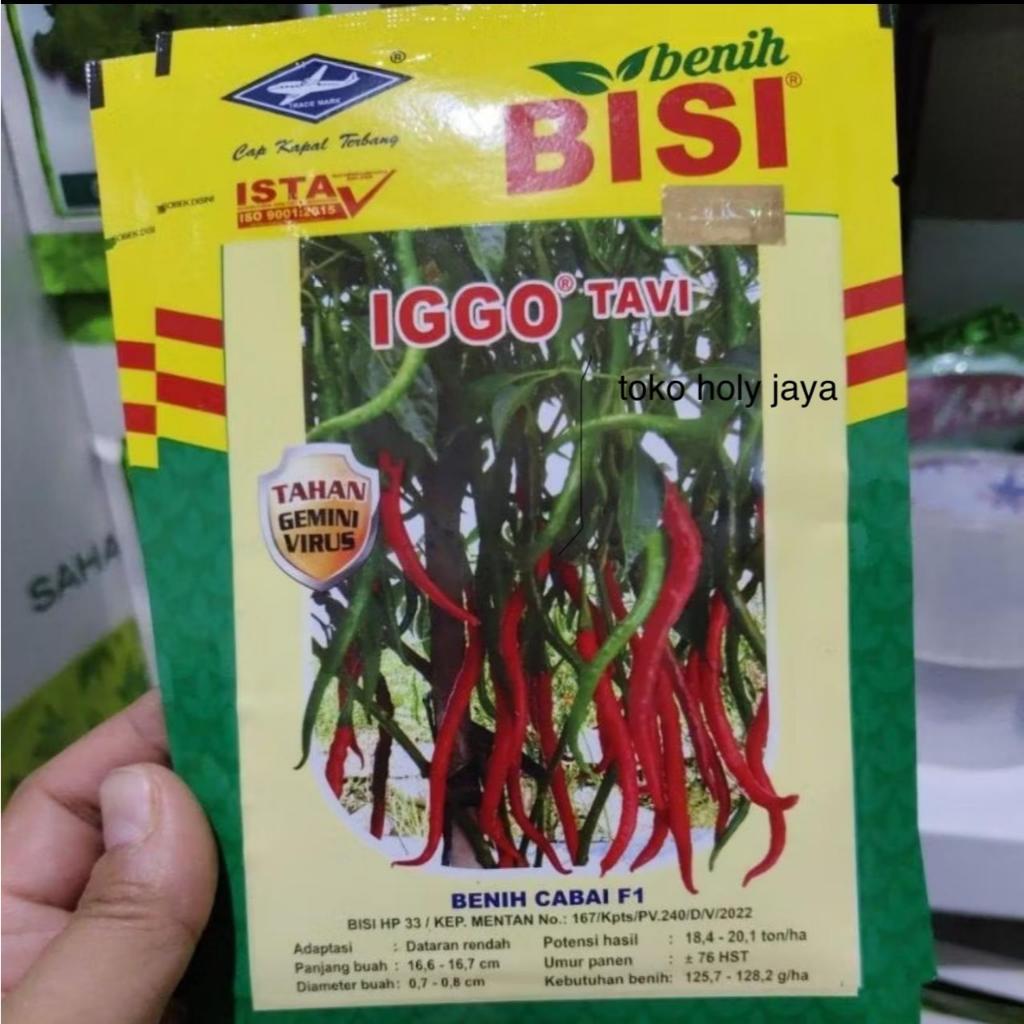 benih
BISI®
®
TRADE MARK
Cap Kapal Terbang
ISTA
ISO 9001:2015
IGGO® TAVI
toko holy jaya
TAHAN
GEMINI
VIRUS
SAHA
BENIH CABAI F1
BISI HP 33 / KEP. MENTAN No.: 167/Kpts/PV.240/D/V/2022
Adaptasi : Dataran rendah
Panjang buah : 16,6 - 16,7 cm
Diameter buah: 0,7 - 0,8 cm
Potensi hasil : 18,4 - 20,1 ton/ha
Umur panen : ± 76 HST
Kebutuhan benih: 125,7 - 128,2 g/ha